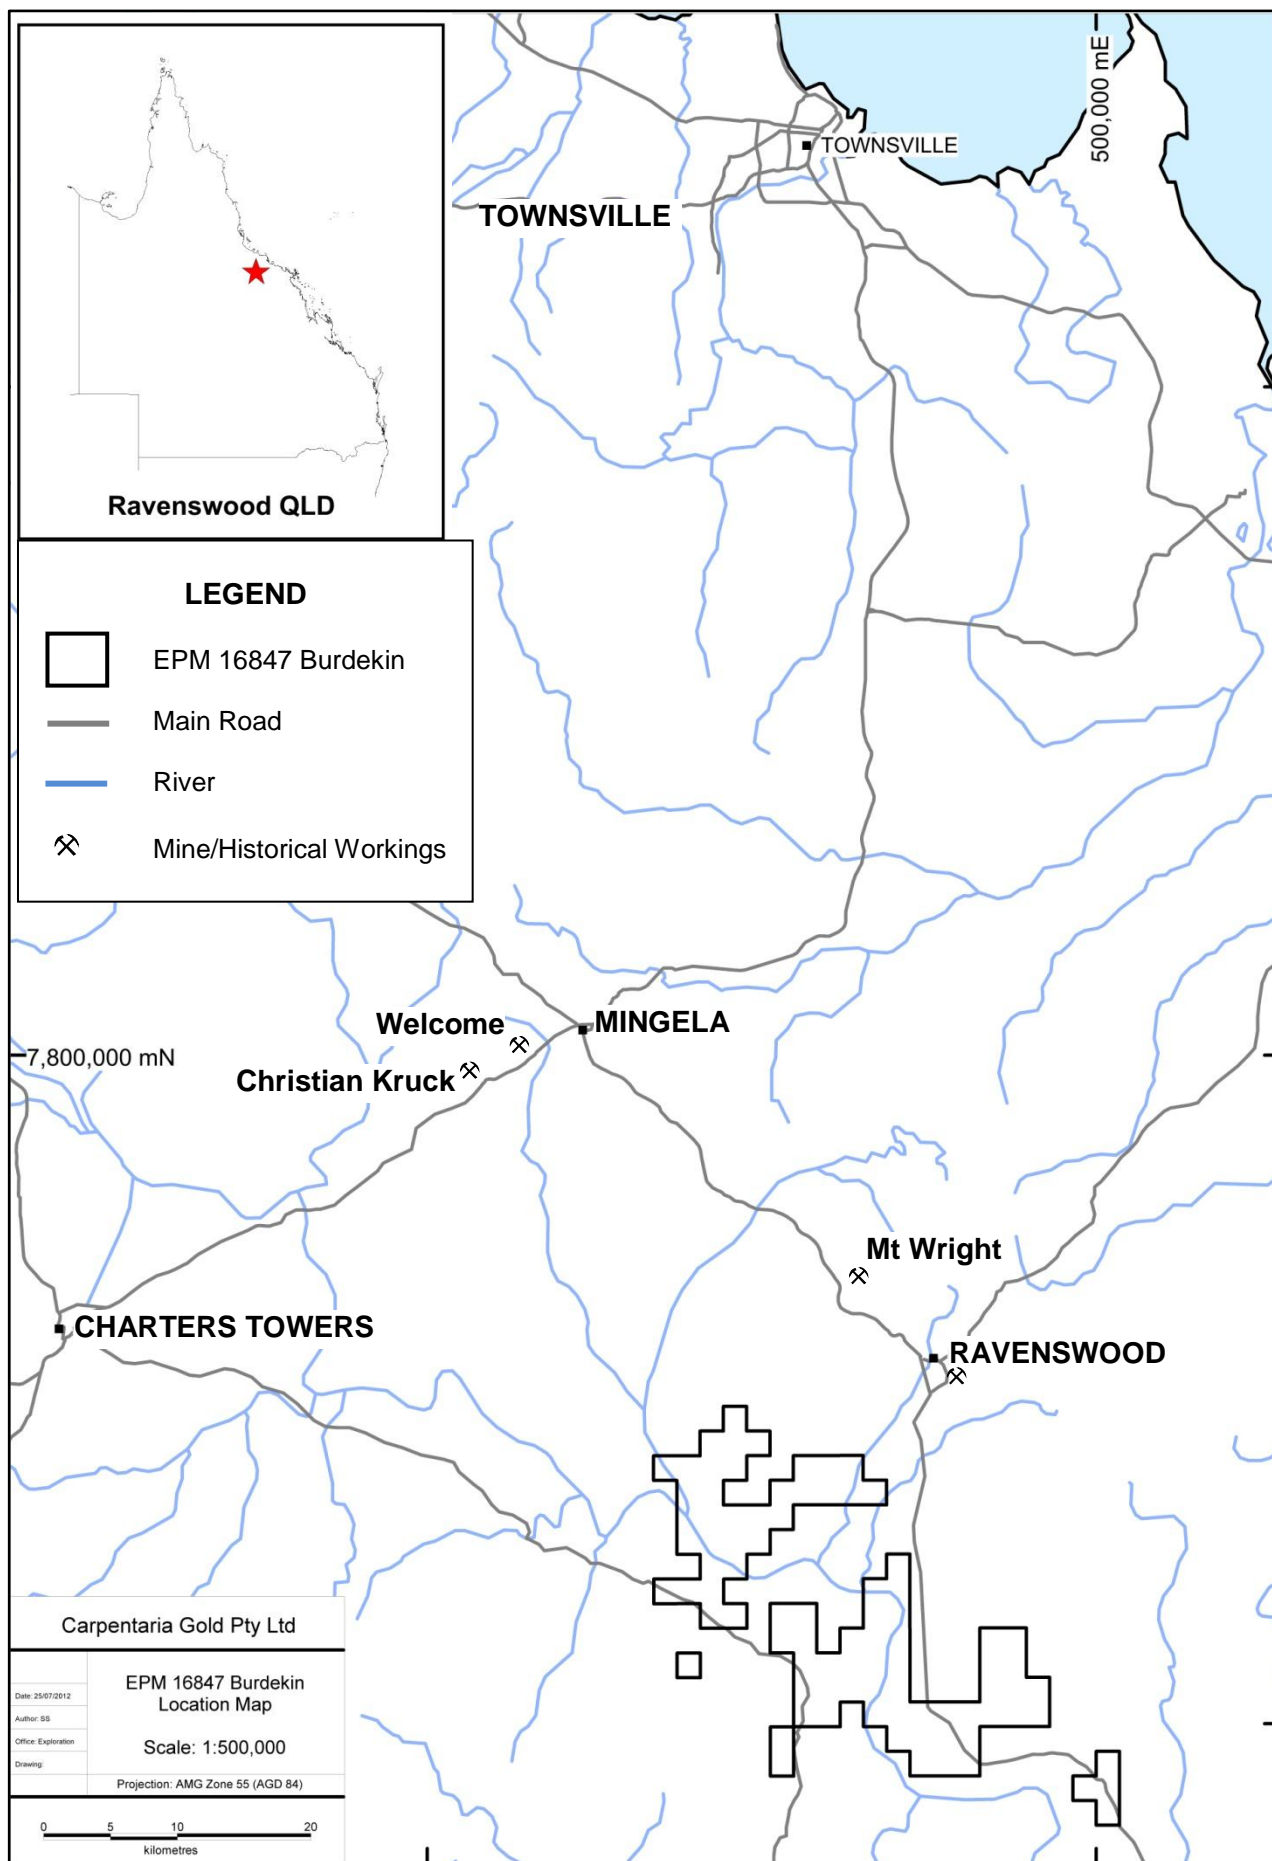 500,000 mE
TOWNSVILLE
TOWNSVILLE
Ravenswood QLD
LEGEND
EPM 16847 Burdekin
Main Road
River
Mine/Historical Workings
Welcome
MINGELA
7,800,000 mN
Christian Kruck
Mt Wright
CHARTERS TOWERS
RAVENSWOOD
Carpentaria Gold Pty Ltd
EPM 16847 Burdekin
Location Map
Scale: 1:500,000
Projection: AMG Zone 55 (AGD 84)
Date: 25/07/2012
Author: SS
Office: Exploration
Drawing:
0 5 10 20
kilometres